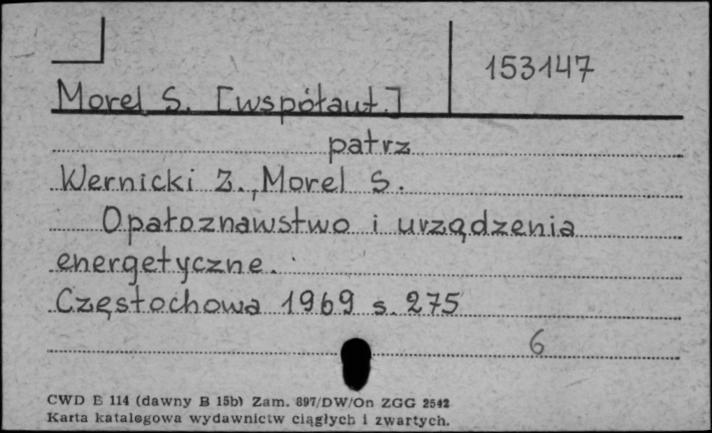 153147
Morel S. [współaut.]
patrz
Wernicki Z., Morel S.
Opałoznawstwo i urządzenia
energetyczne.
Częstochowa 1969 s. 275
6
CWD E 114 (dawny B 15b) Zam. 897/DW/On ZGG 2542
Karta katalogowa wydawnictw ciągłych i zwartych.